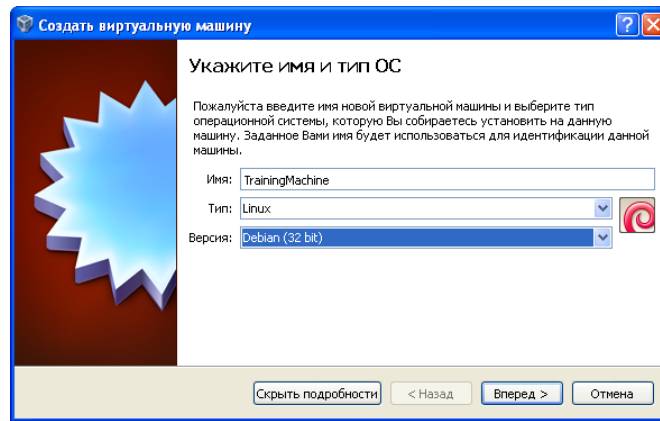 Создать виртуальную машину
Укажите имя и тип ОС
Пожалуйста введите имя новой виртуальной машины и выберите тип
операционной системы, которую Вы собираетесь установить на данную
машину. Заданное Вами имя будет использоваться для идентификации данной
машины.
Имя: TrainingMachine
Тип: Linux
Версия: Debian (32 bit)
Скрыть подробности < Назад Вперед > Отмена